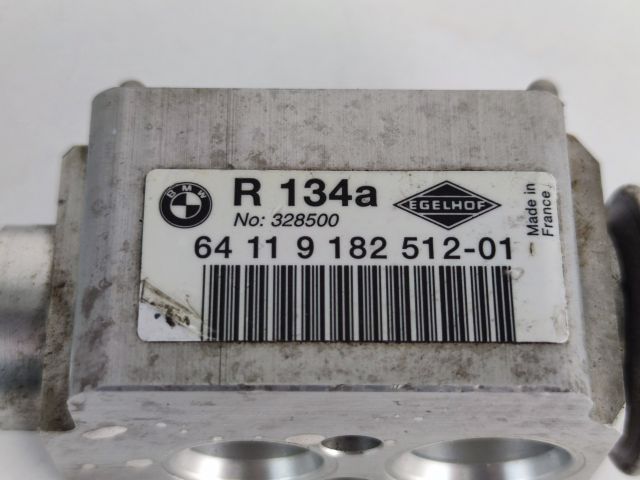 BMW
R 134a
EGELHOF
No: 328500
64 11 9 182 512-01
Made in
France